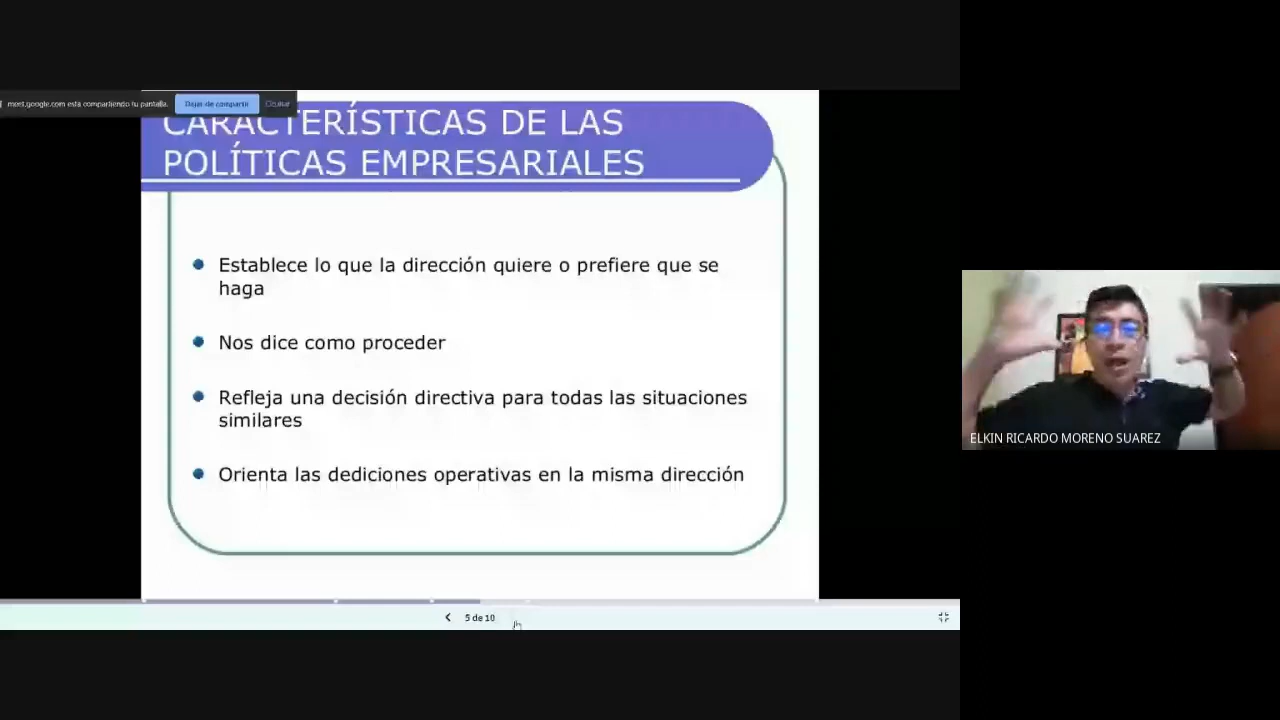 meet.google.com está compartiendo tu pantalla.
Dejar de compartir
Ocultar
CARACTERÍSTICAS DE LAS
POLÍTICAS EMPRESARIALES
Establece lo que la dirección quiere o prefiere que se
haga
Nos dice como proceder
Refleja una decisión directiva para todas las situaciones
similares
Orienta las dediciones operativas en la misma dirección
5 de 10
ELKIN RICARDO MORENO SUAREZ